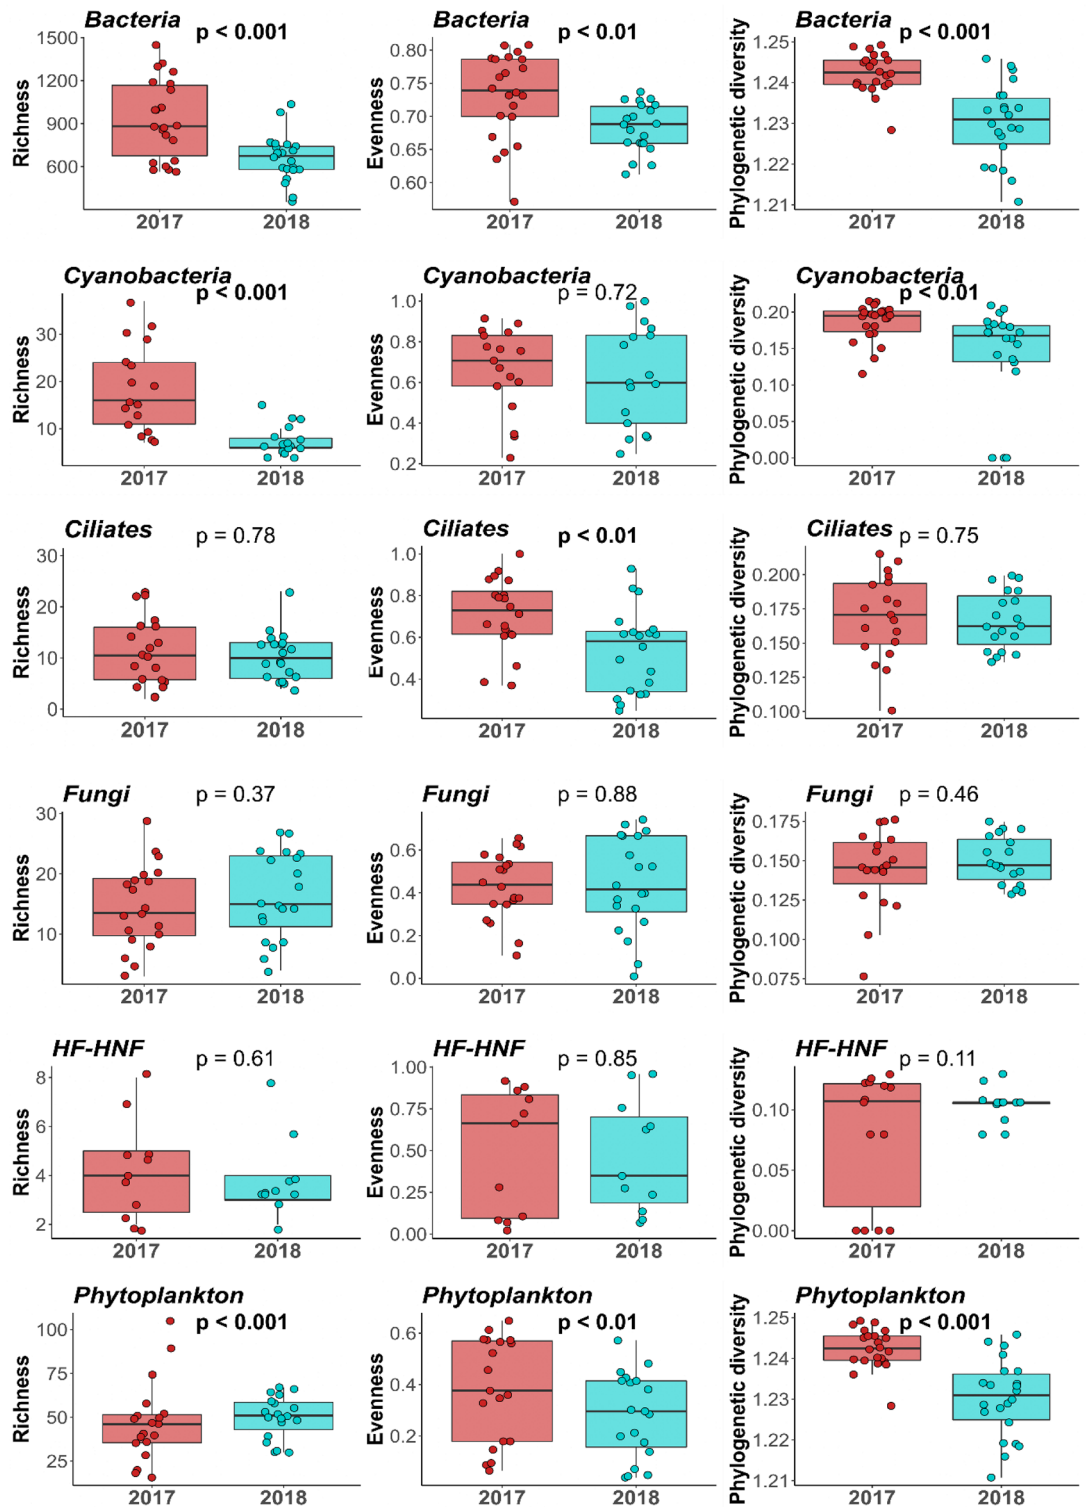 Bacteria
p < 0.001
Richness
1500
1200
900
600
2017
2018
Bacteria
p < 0.01
Evenness
0.80
0.75
0.70
0.65
0.60
2017
2018
Bacteria
p < 0.001
Phylogenetic diversity
1.25
1.24
1.23
1.22
1.21
2017
2018
Cyanobacteria
p < 0.001
Richness
30
20
10
2017
2018
Cyanobacteria
p = 0.72
Evenness
1.0
0.8
0.6
0.4
0.2
2017
2018
Cyanobacteria
p < 0.01
Phylogenetic diversity
0.20
0.15
0.10
0.05
0.00
2017
2018
Ciliates
p = 0.78
Richness
30
20
10
0
2017
2018
Ciliates
p < 0.01
Evenness
1.0
0.8
0.6
0.4
2017
2018
Ciliates
p = 0.75
Phylogenetic diversity
0.200
0.175
0.150
0.125
0.100
2017
2018
Fungi
p = 0.37
Richness
30
20
10
2017
2018
Fungi
p = 0.88
Evenness
0.6
0.4
0.2
0.0
2017
2018
Fungi
p = 0.46
Phylogenetic diversity
0.175
0.150
0.125
0.100
0.075
2017
2018
HF-HNF
p = 0.61
Richness
8
6
4
2
2017
2018
HF-HNF
p = 0.85
Evenness
1.00
0.75
0.50
0.25
0.00
2017
2018
HF-HNF
p = 0.11
Phylogenetic diversity
0.10
0.05
0.00
2017
2018
Phytoplankton
p < 0.001
Richness
100
75
50
25
2017
2018
Phytoplankton
p < 0.01
Evenness
0.6
0.4
0.2
2017
2018
Phytoplankton
p < 0.001
Phylogenetic diversity
1.25
1.24
1.23
1.22
1.21
2017
2018